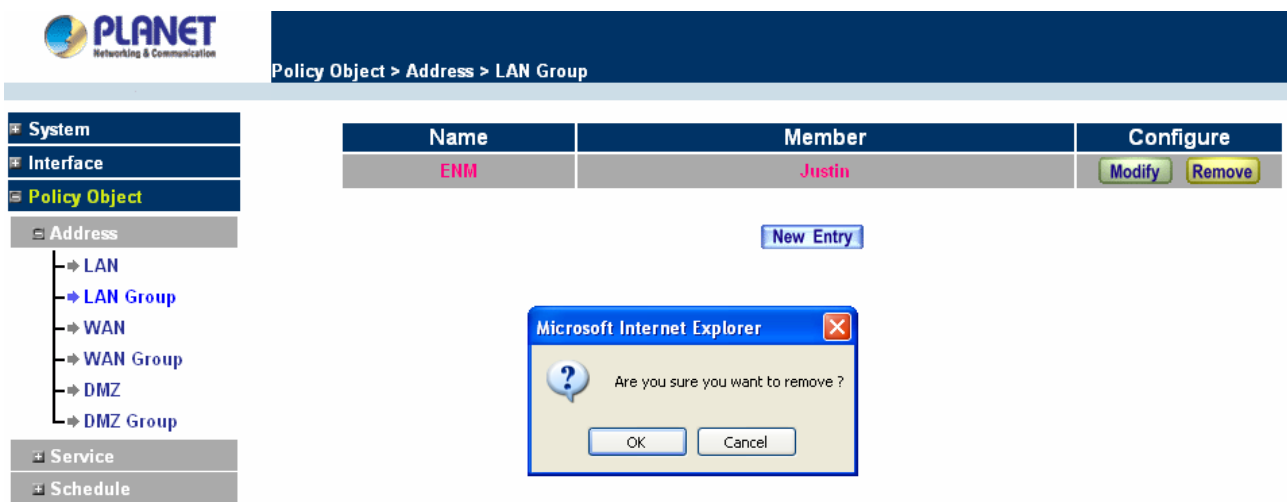 PLANET
Networking & Communication
Policy Object > Address > LAN Group
System
Interface
Policy Object
Address
LAN
LAN Group
WAN
WAN Group
DMZ
DMZ Group
Service
Schedule
Name Member Configure
ENM Justin Modify Remove
New Entry
Microsoft Internet Explorer
Are you sure you want to remove ?
OK Cancel